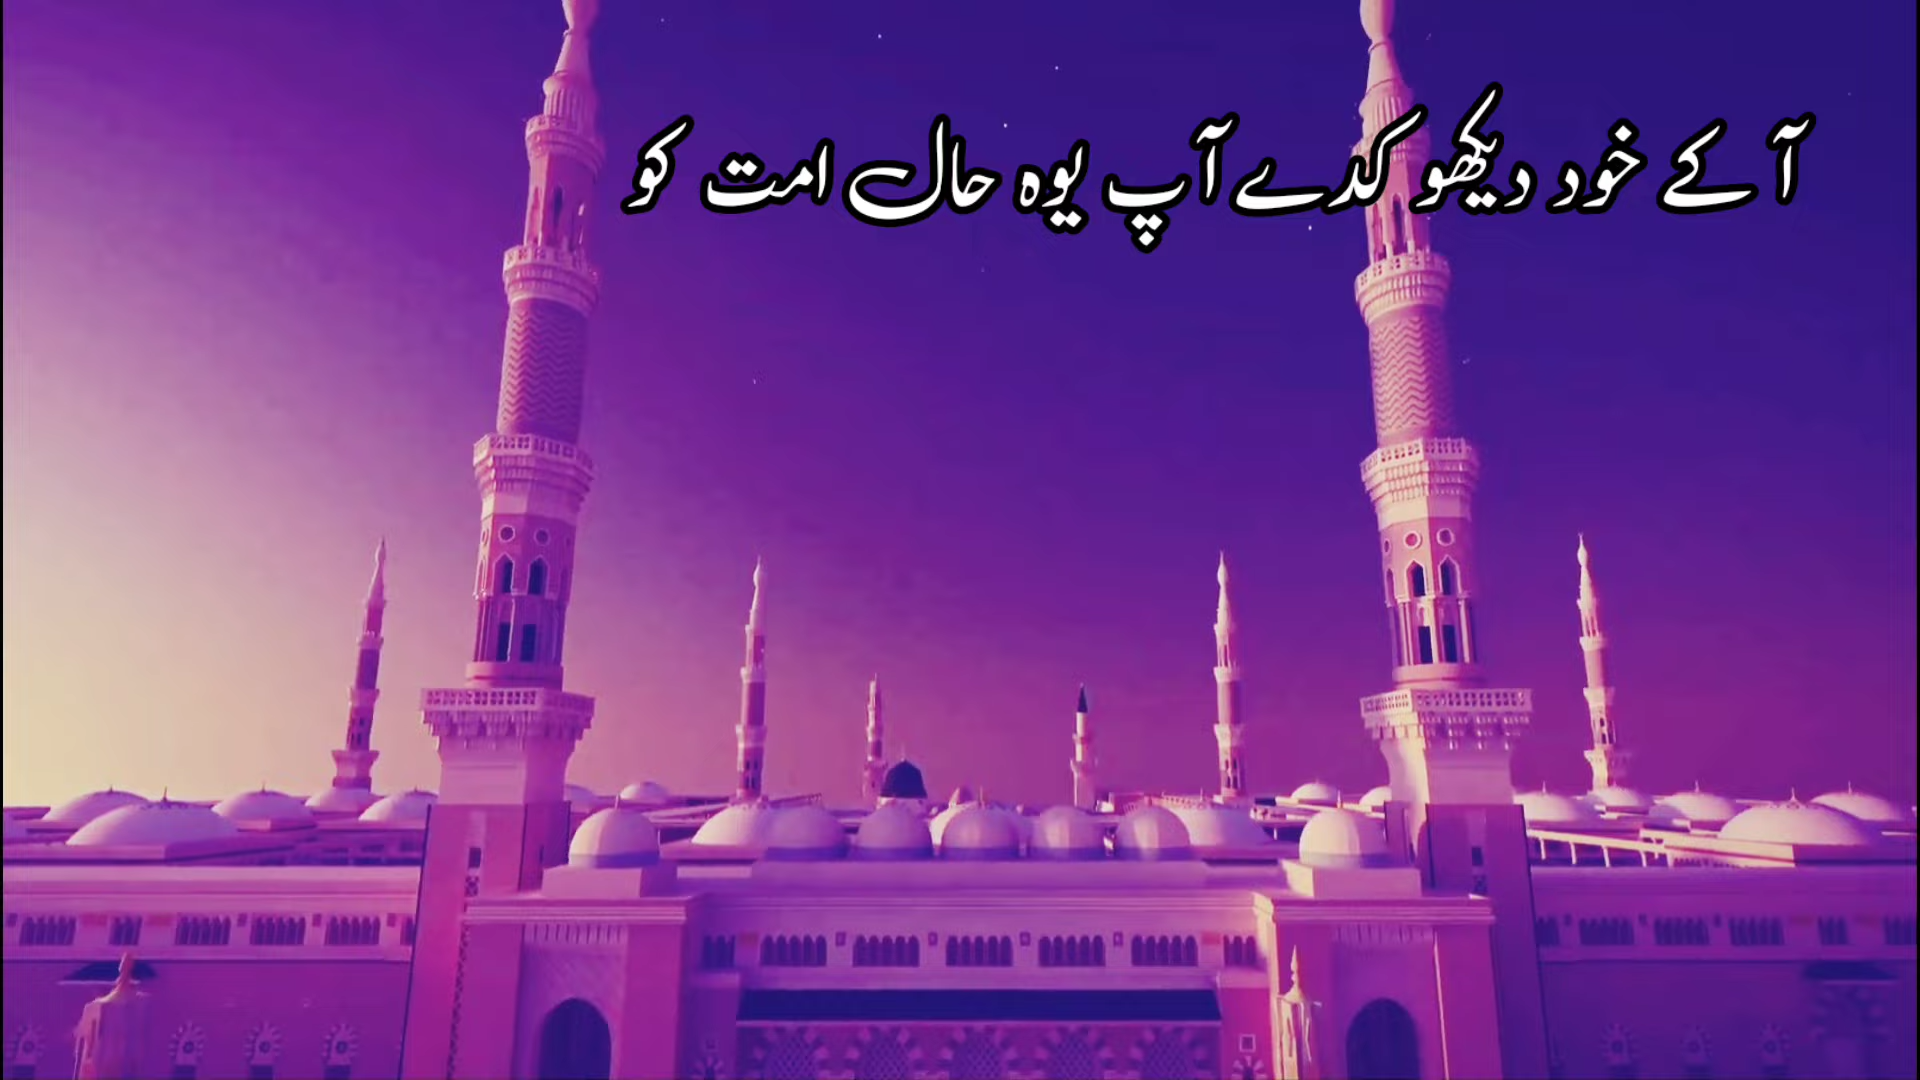 آ کے خود دیکھو کدے آپ یوہ حال امت کو